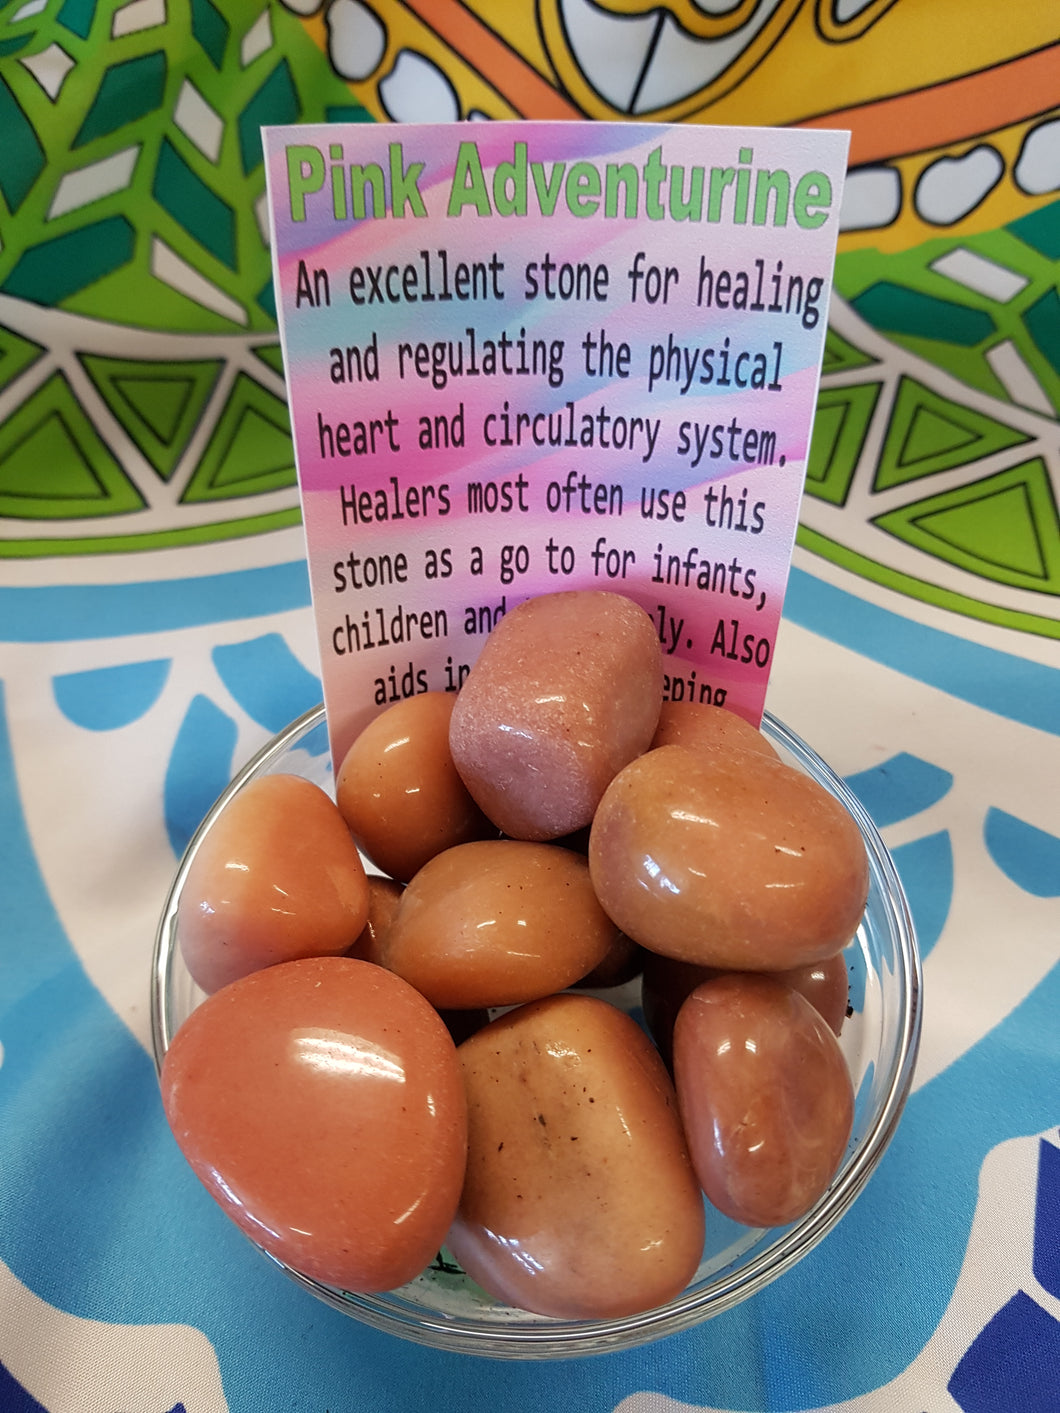 Pink Adventurine
An excellent stone for healing
and regulating the physical
heart and circulatory system.
Healers most often use this
stone as a go to for infants,
children and Also
aids in